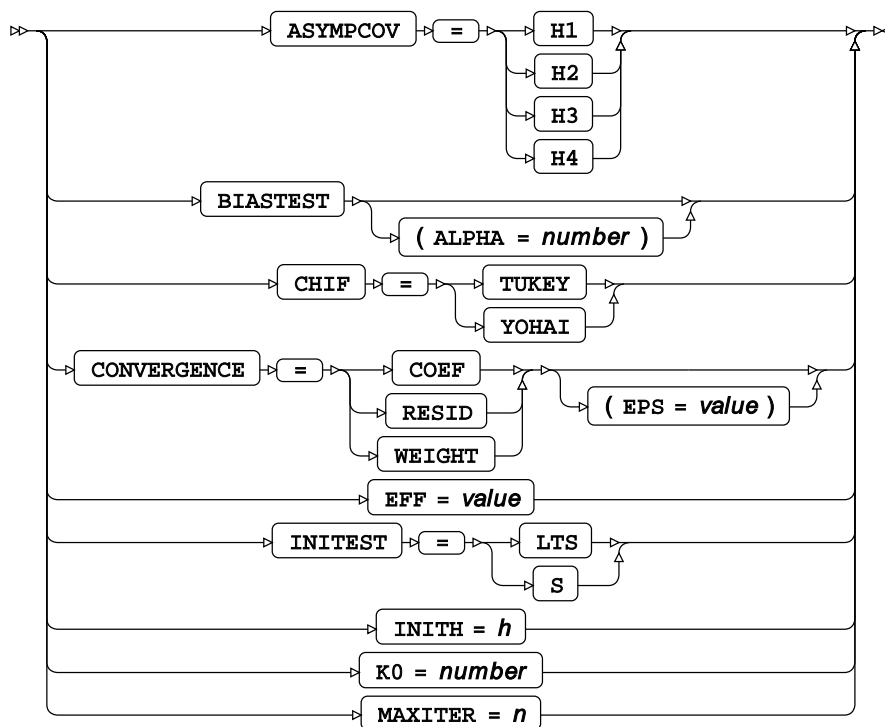 ASYMPCOV = H1
H2
H3
H4
BIASTEST
( ALPHA = number )
CHIF = TUKEY
YOHAI
CONVERGENCE = COEF
RESID ( EPS = value )
WEIGHT
EFF = value
INITEST = LTS
S
INITH = h
K0 = number
MAXITER = n